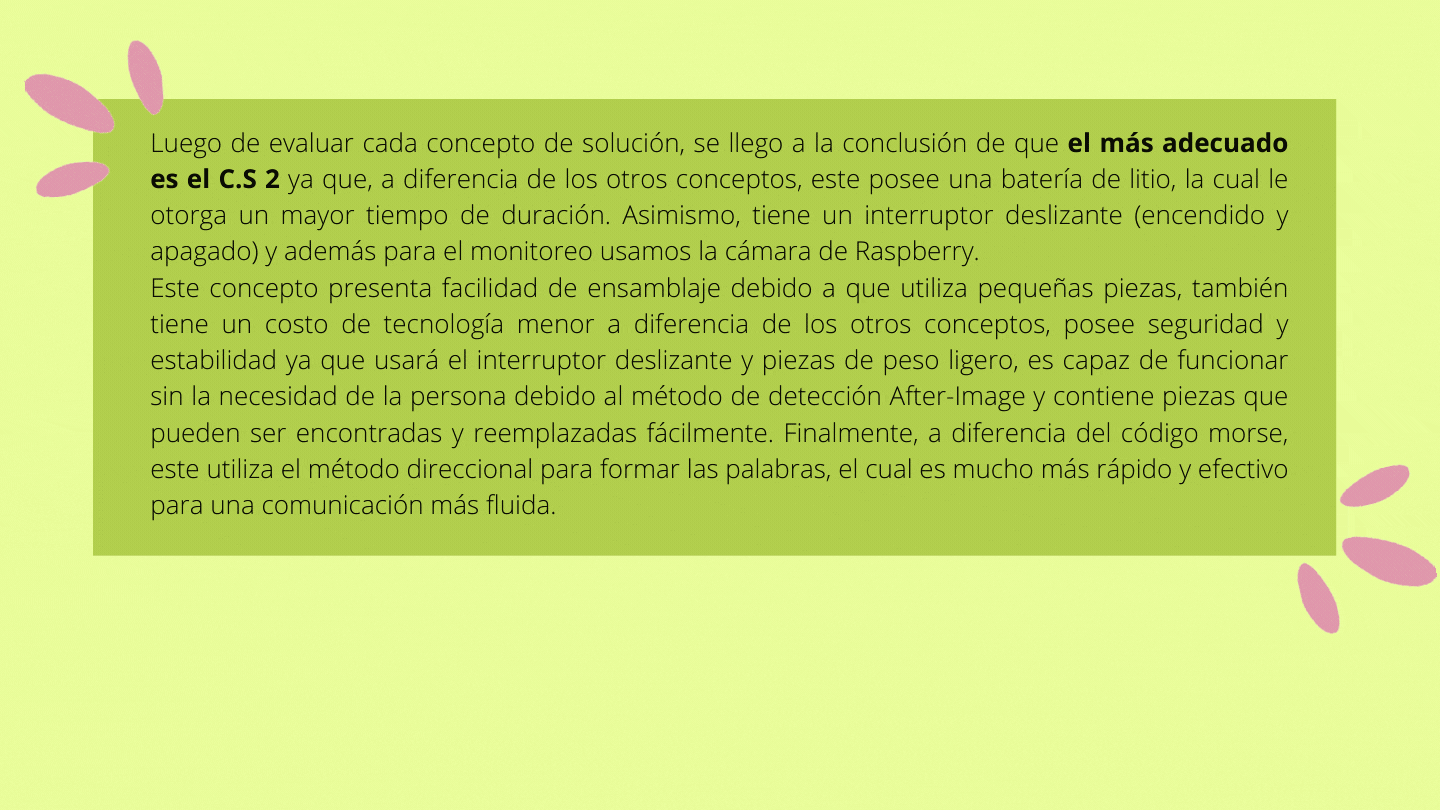 Luego de evaluar cada concepto de solución, se llego a la conclusión de que el más adecuado
es el C.S 2 ya que, a diferencia de los otros conceptos, este posee una batería de litio, la cual le
otorga un mayor tiempo de duración. Asimismo, tiene un interruptor deslizante (encendido y
apagado) y además para el monitoreo usamos la cámara de Raspberry.
Este concepto presenta facilidad de ensamblaje debido a que utiliza pequeñas piezas, también
tiene un costo de tecnología menor a diferencia de los otros conceptos, posee seguridad y
estabilidad ya que usará el interruptor deslizante y piezas de peso ligero, es capaz de funcionar
sin la necesidad de la persona debido al método de detección After-Image y contiene piezas que
pueden ser encontradas y reemplazadas fácilmente. Finalmente, a diferencia del código morse,
este utiliza el método direccional para formar las palabras, el cual es mucho más rápido y efectivo
para una comunicación más fluida.